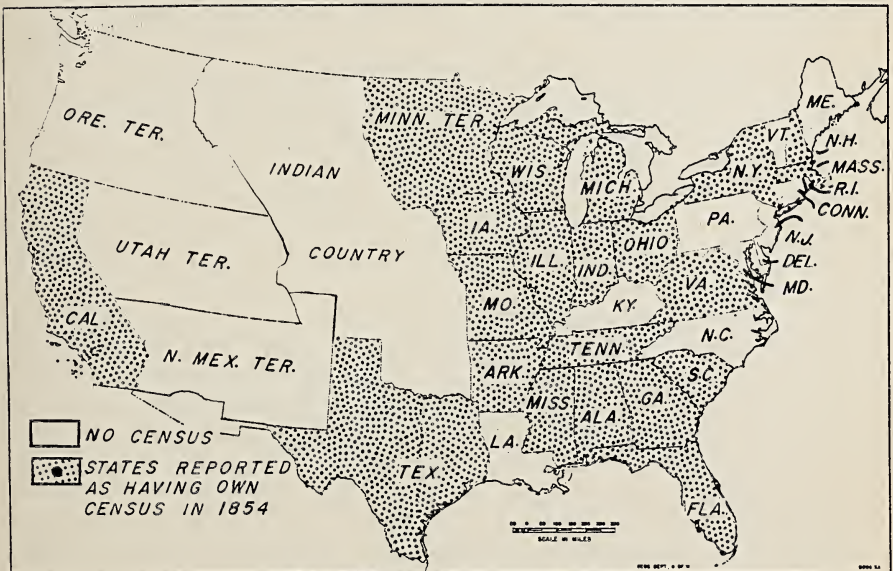 ORE. TER.
INDIAN
COUNTRY
UTAH TER.
CAL.
N. MEX. TER.
MINN. TER.
WIS.
MICH.
IA.
ILL.
IND.
OHIO
MO.
KY.
TENN.
ARK.
MISS.
ALA.
GA.
LA.
TEX.
FLA.
S.C.
N.C.
VA.
PA.
N.Y.
VT.
ME.
N.H.
MASS.
R.I.
CONN.
N.J.
DEL.
MD.
NO CENSUS
STATES REPORTED
AS HAVING OWN
CENSUS IN 1854
SCALE IN MILES